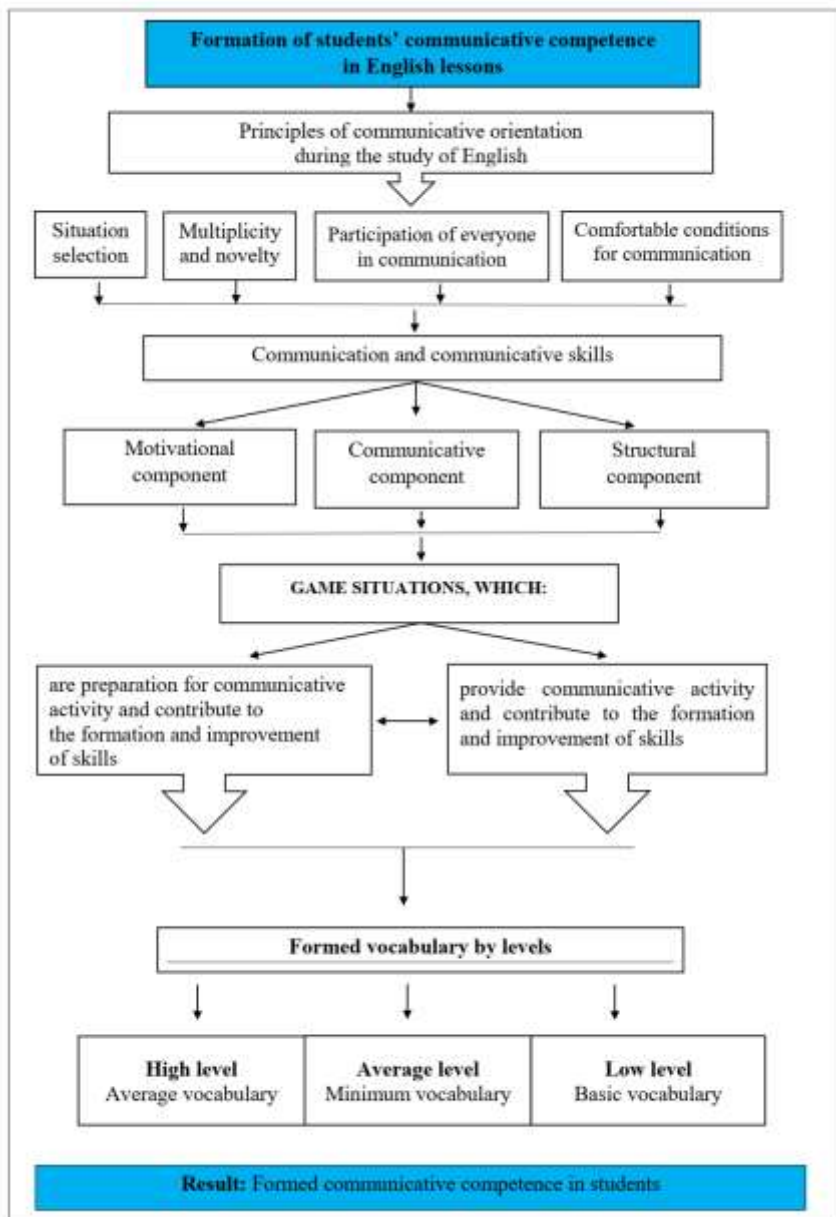 Formation of students' communicative competence
in English lessons
Principles of communicative orientation
during the study of English
Situation
selection
Multiplicity
and novelty
Participation of everyone
in communication
Comfortable conditions
for communication
Communication and communicative skills
Motivational
component
Communicative
component
Structural
component
GAME SITUATIONS, WHICH:
are preparation for communicative
activity and contribute to
the formation and improvement
of skills
provide communicative activity
and contribute to the formation
and improvement of skills
Formed vocabulary by levels
High level
Average vocabulary
Average level
Minimum vocabulary
Low level
Basic vocabulary
Result: Formed communicative competence in students